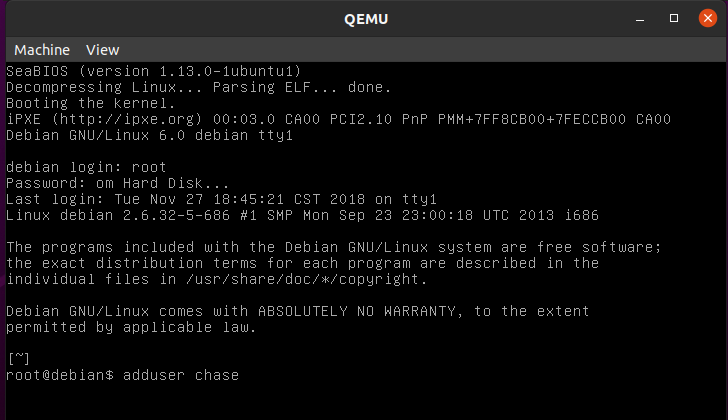 QEMU
Machine View
SeaBIOS (version 1.13.0-1ubuntu1)
Decompressing Linux... Parsing ELF... done.
Booting the kernel.
iPXE (http://ipxe.org) 00:03.0 CA00 PCI2.10 PnP PMM+7FF8CB00+7FECCB00 CA00
Debian GNU/Linux 6.0 debian tty1
debian login: root
Password: om Hard Disk...
Last login: Tue Nov 27 18:45:21 CST 2018 on tty1
Linux debian 2.6.32-5-686 #1 SMP Mon Sep 23 23:00:18 UTC 2013 i686
The programs included with the Debian GNU/Linux system are free software;
the exact distribution terms for each program are described in the
individual files in /usr/share/doc/*/copyright.
Debian GNU/Linux comes with ABSOLUTELY NO WARRANTY, to the extent
permitted by applicable law.
[~]
root@debian$ adduser chase